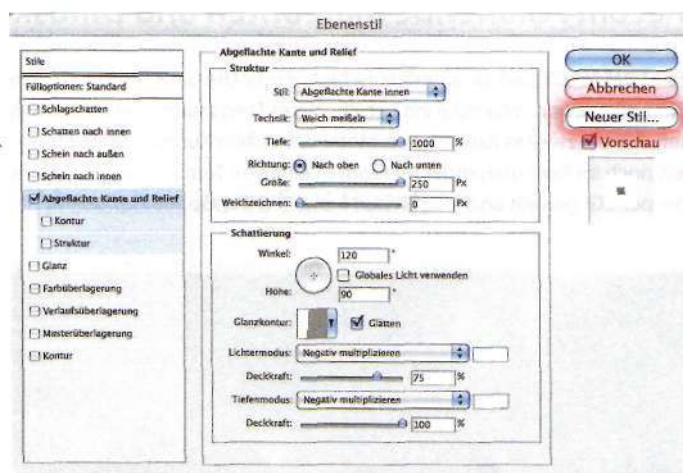 Ebenenstil
Stile
Fülloptionen: Standard
Schlagschatten
Schatten nach innen
Schein nach außen
Schein nach innen
Abgeflachte Kante und Relief
Kontur
Struktur
Glanz
Farbüberlagerung
Verlaufsüberlagerung
Musterüberlagerung
Kontur
Abgeflachte Kante und Relief
Struktur
Stil: Abgeflachte Kante innen
Technik: Weich meißeln
Tiefe: 1000 %
Richtung: Nach oben Nach unten
Größe: 250 Px
Weichzeichnen: 0 Px
Schattierung
Winkel: 120 °
Globales Licht verwenden
Höhe: 90 °
Glanzkontur: Glätten
Lichtermodus: Negativ multiplizieren
Deckkraft: 75 %
Tiefenmodus: Negativ multiplizieren
Deckkraft: 100 %
OK
Abbrechen
Neuer Stil...
Vorschau